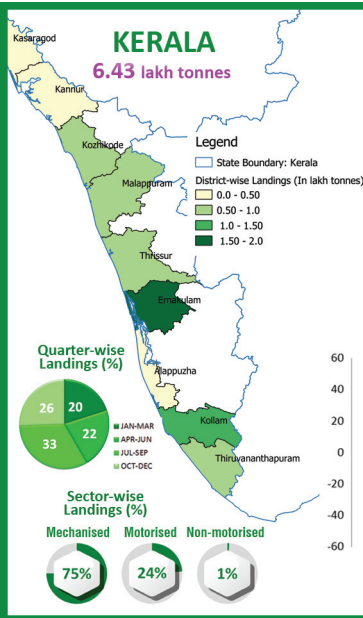 KERALA
6.43 lakh tonnes
Kasaragod
Kannur
Kozhikode
Malappuram
Thrissur
Ernakulam
Alappuzha
Kollam
Thiruvananthapuram
Legend
State Boundary: Kerala
District-wise Landings (In lakh tonnes)
0.0 - 0.50
0.50 - 1.0
1.0 - 1.50
1.50 - 2.0
Quarter-wise
Landings (%)
26
20
33
22
JAN-MAR
APR-JUN
JUL-SEP
OCT-DEC
60
40
20
0
-20
-40
-60
Sector-wise
Landings (%)
Mechanised
Motorised
Non-motorised
75%
24%
1%